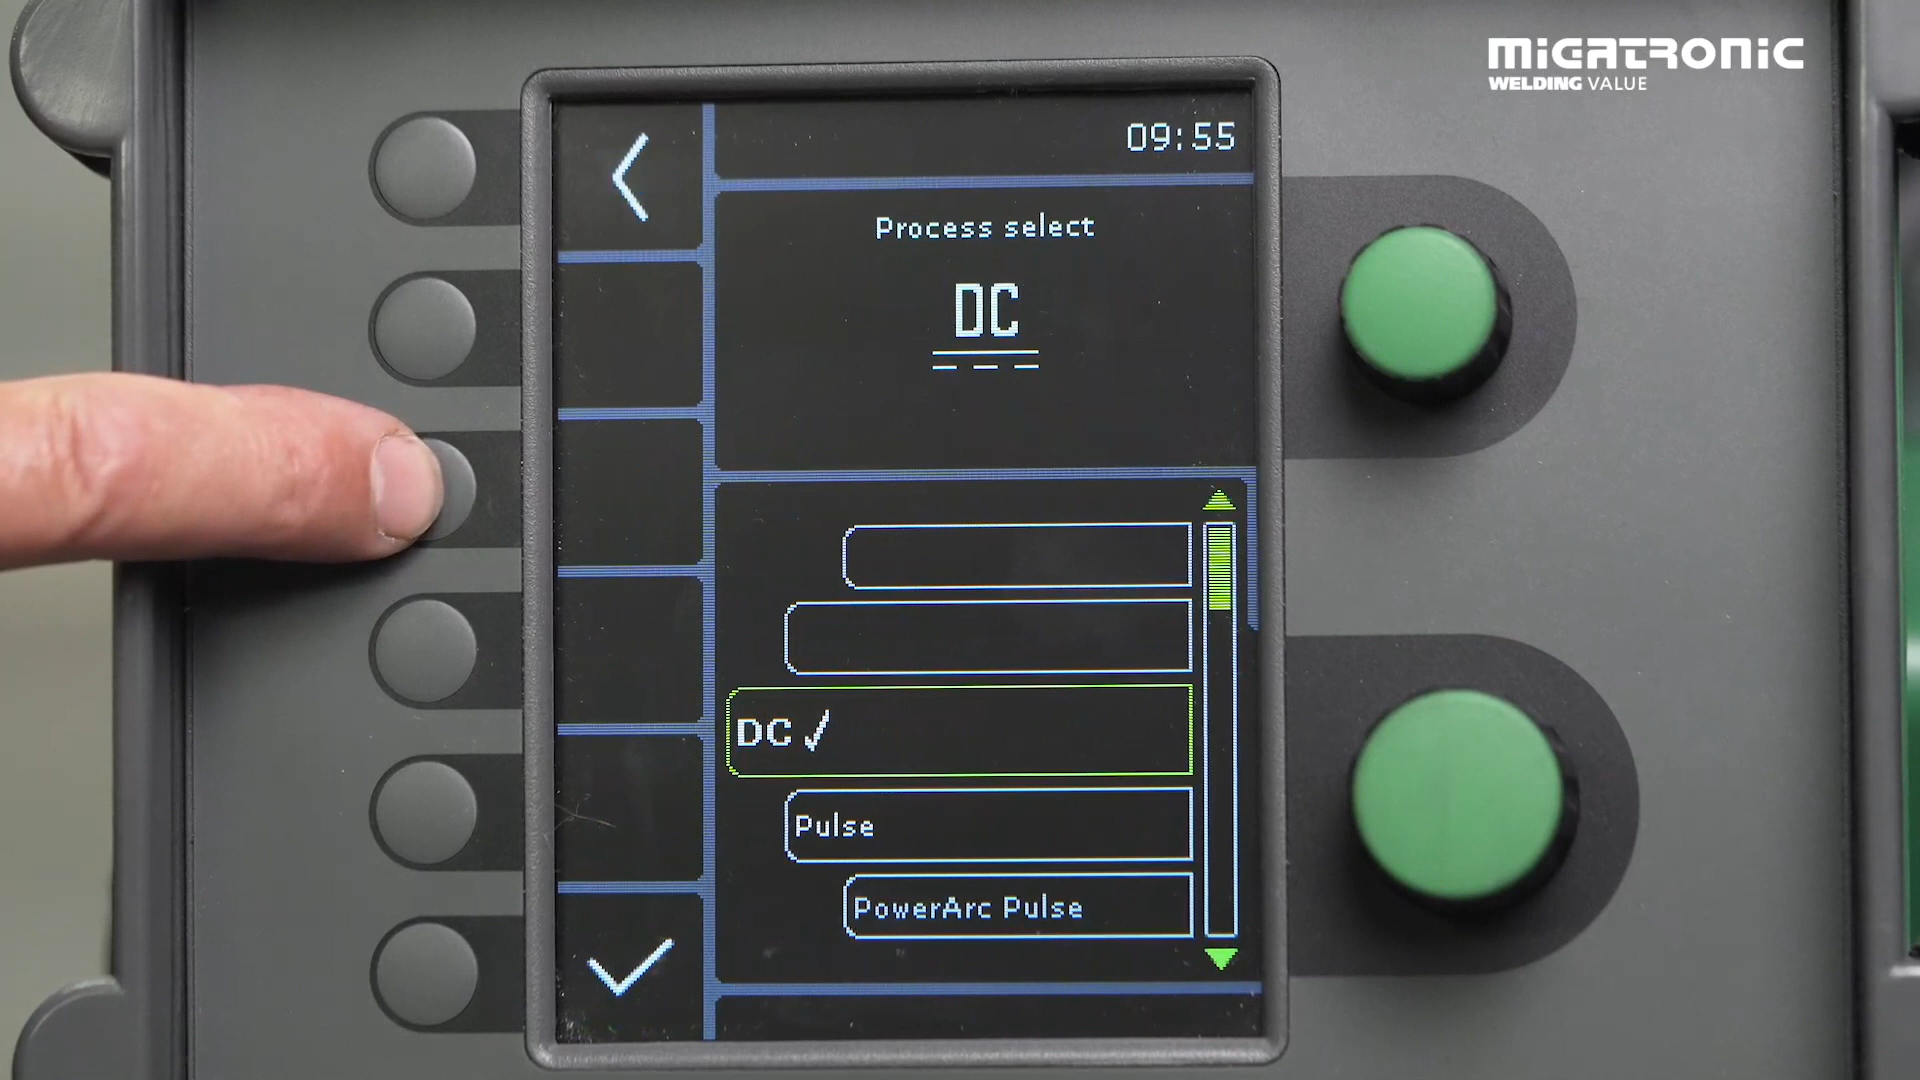 MIGATRONIC
WELDING VALUE
09:55
Process select
DC
DC ✓
Pulse
PowerArc Pulse